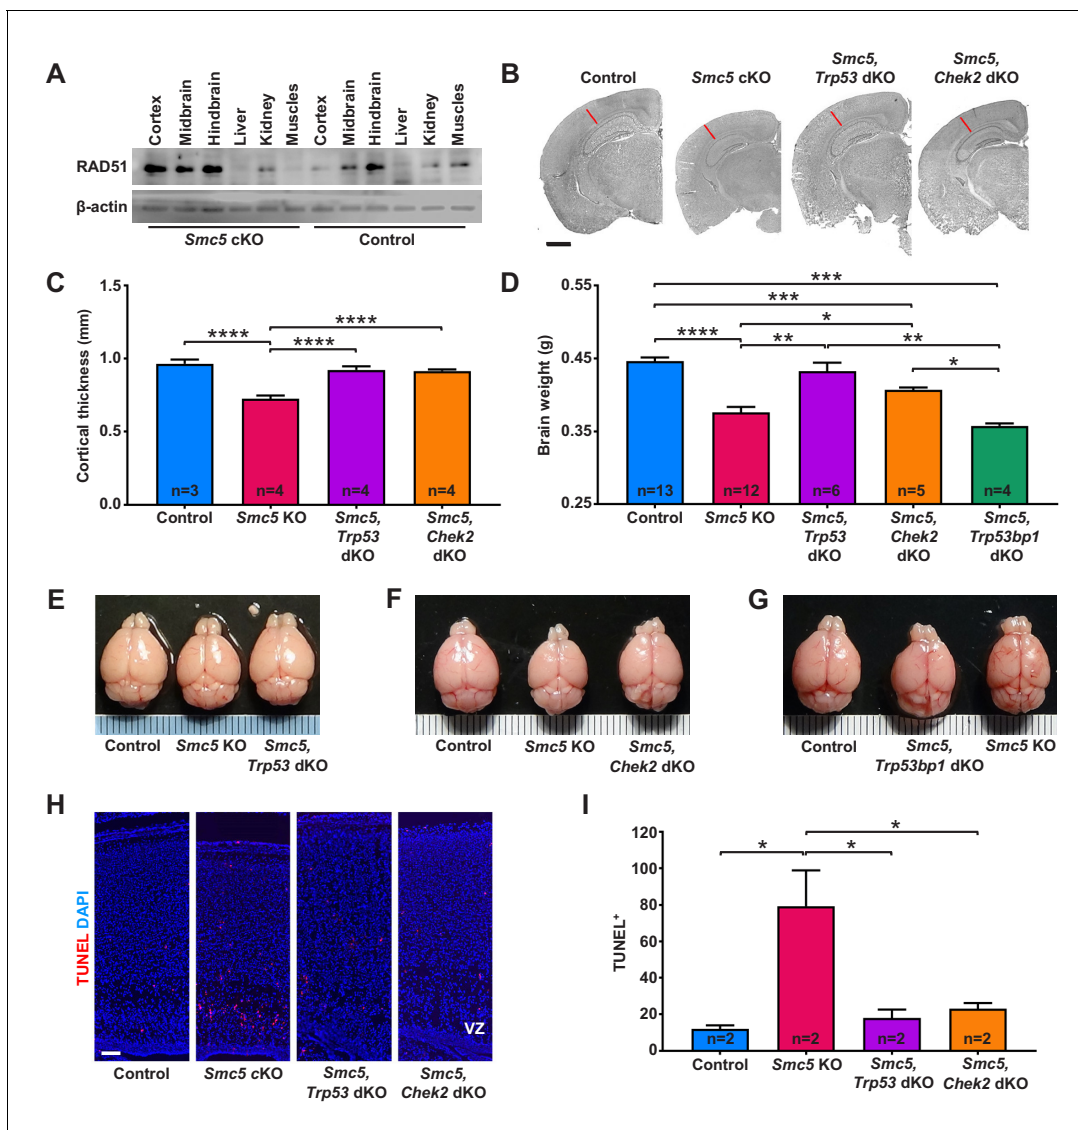 A
Cortex
Midbrain
Hindbrain
Liver
Kidney
Muscles
Cortex
Midbrain
Hindbrain
Liver
Kidney
Muscles
RAD51
β-actin
Smc5 cKO
Control
B
Control
Smc5 cKO
Smc5,
Trp53 dKO
Smc5,
Chek2 dKO
C
Cortical thickness (mm)
1.5
1.0
0.5
0.0
****
****
****
n=3
n=4
n=4
n=4
Control
Smc5 KO
Smc5,
Trp53
dKO
Smc5,
Chek2
dKO
D
Brain weight (g)
0.55
0.45
0.35
0.25
***
***
*
****
**
**
*
n=13
n=12
n=6
n=5
n=4
Control
Smc5 KO
Smc5,
Trp53
dKO
Smc5,
Chek2
dKO
Smc5,
Trp53bp1
dKO
E
Control
Smc5 KO
Smc5,
Trp53 dKO
F
Control
Smc5 KO
Smc5,
Chek2 dKO
G
Control
Smc5,
Trp53bp1 dKO
Smc5 KO
H
TUNEL DAPI
VZ
Control
Smc5 cKO
Smc5,
Trp53 dKO
Smc5,
Chek2 dKO
I
TUNEL+
120
100
80
60
40
20
0
*
*
*
n=2
n=2
n=2
n=2
Control
Smc5 KO
Smc5,
Trp53 dKO
Smc5,
Chek2 dKO